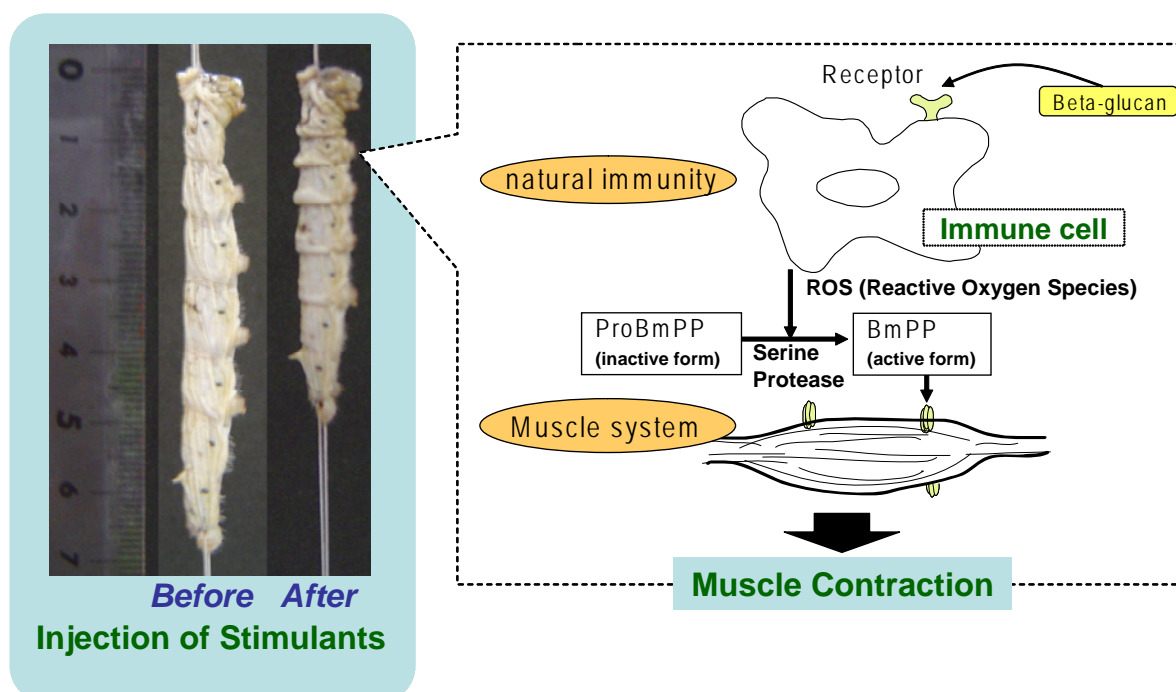 0
1
2
3
4
5
6
7
Before After
Injection of Stimulants
Receptor
Beta-glucan
natural immunity
Immune cell
ROS (Reactive Oxygen Species)
ProBmPP
(inactive form)
Serine
Protease
BmPP
(active form)
Muscle system
Muscle Contraction